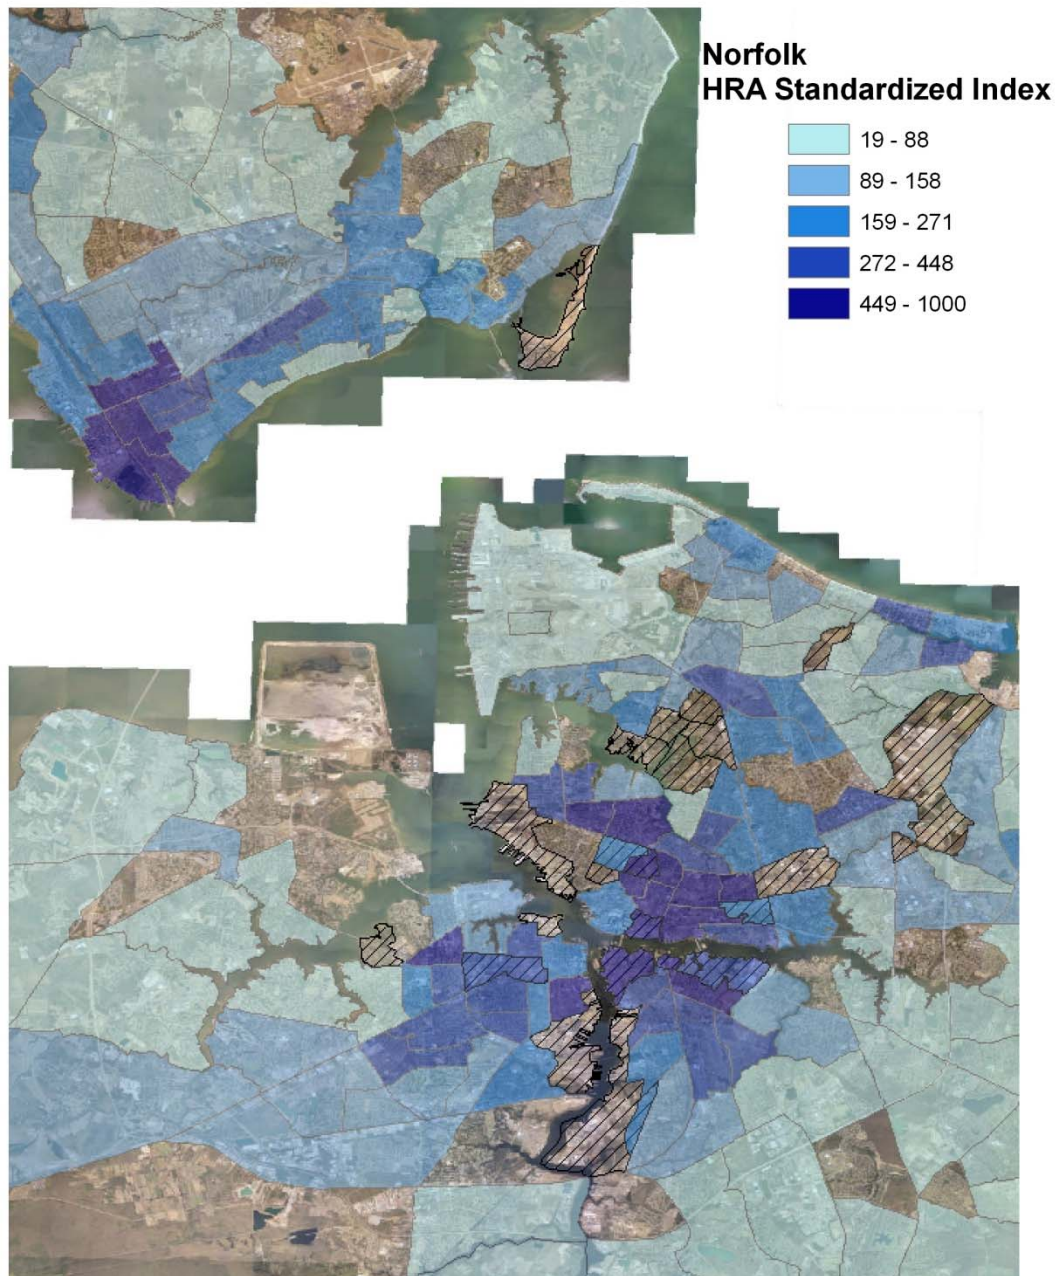 Norfolk
HRA Standardized Index
19 - 88
89 - 158
159 - 271
272 - 448
449 - 1000